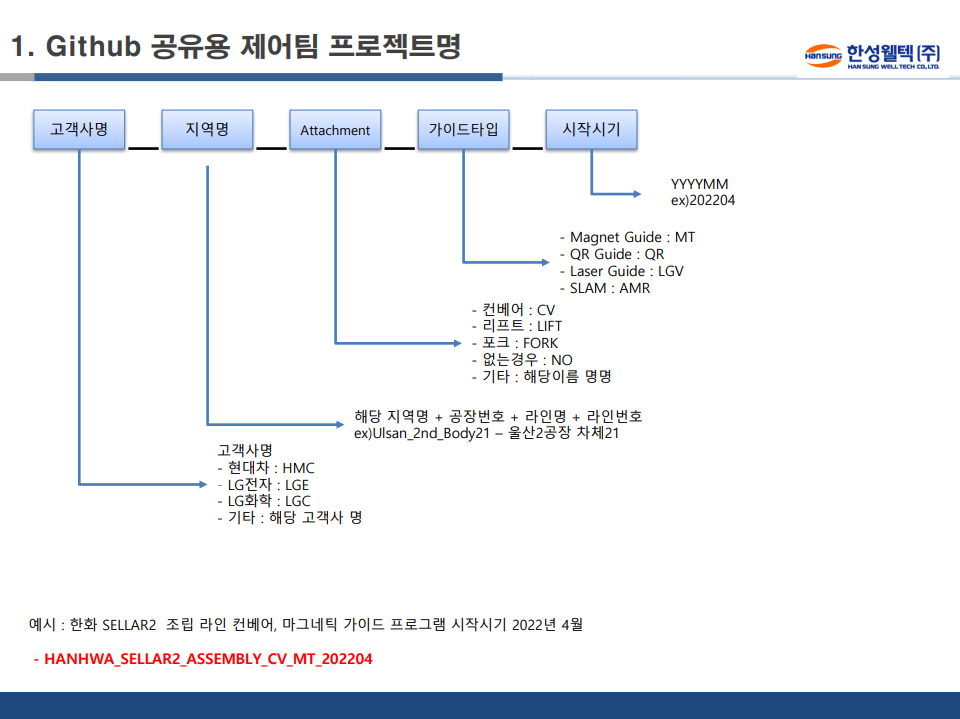 1. Github 공유용 제어팀 프로젝트명
HANSUNG 한성웰텍(주)
HAN SUNG WELL TECH CO.,LTD.
고객사명
지역명
Attachment
가이드타입
시작시기
YYYYMM
ex)202204
- Magnet Guide : MT
- QR Guide : QR
- Laser Guide : LGV
- SLAM : AMR
- 컨베어 : CV
- 리프트 : LIFT
- 포크 : FORK
- 없는경우 : NO
- 기타 : 해당이름 명명
해당 지역명 + 공장번호 + 라인명 + 라인번호
ex)Ulsan_2nd_Body21 – 울산2공장 차체21
고객사명
- 현대차 : HMC
- LG전자 : LGE
- LG화학 : LGC
- 기타 : 해당 고객사 명
예시 : 한화 SELLAR2 조립 라인 컨베어, 마그네틱 가이드 프로그램 시작시기 2022년 4월
- HANHWA_SELLAR2_ASSEMBLY_CV_MT_202204